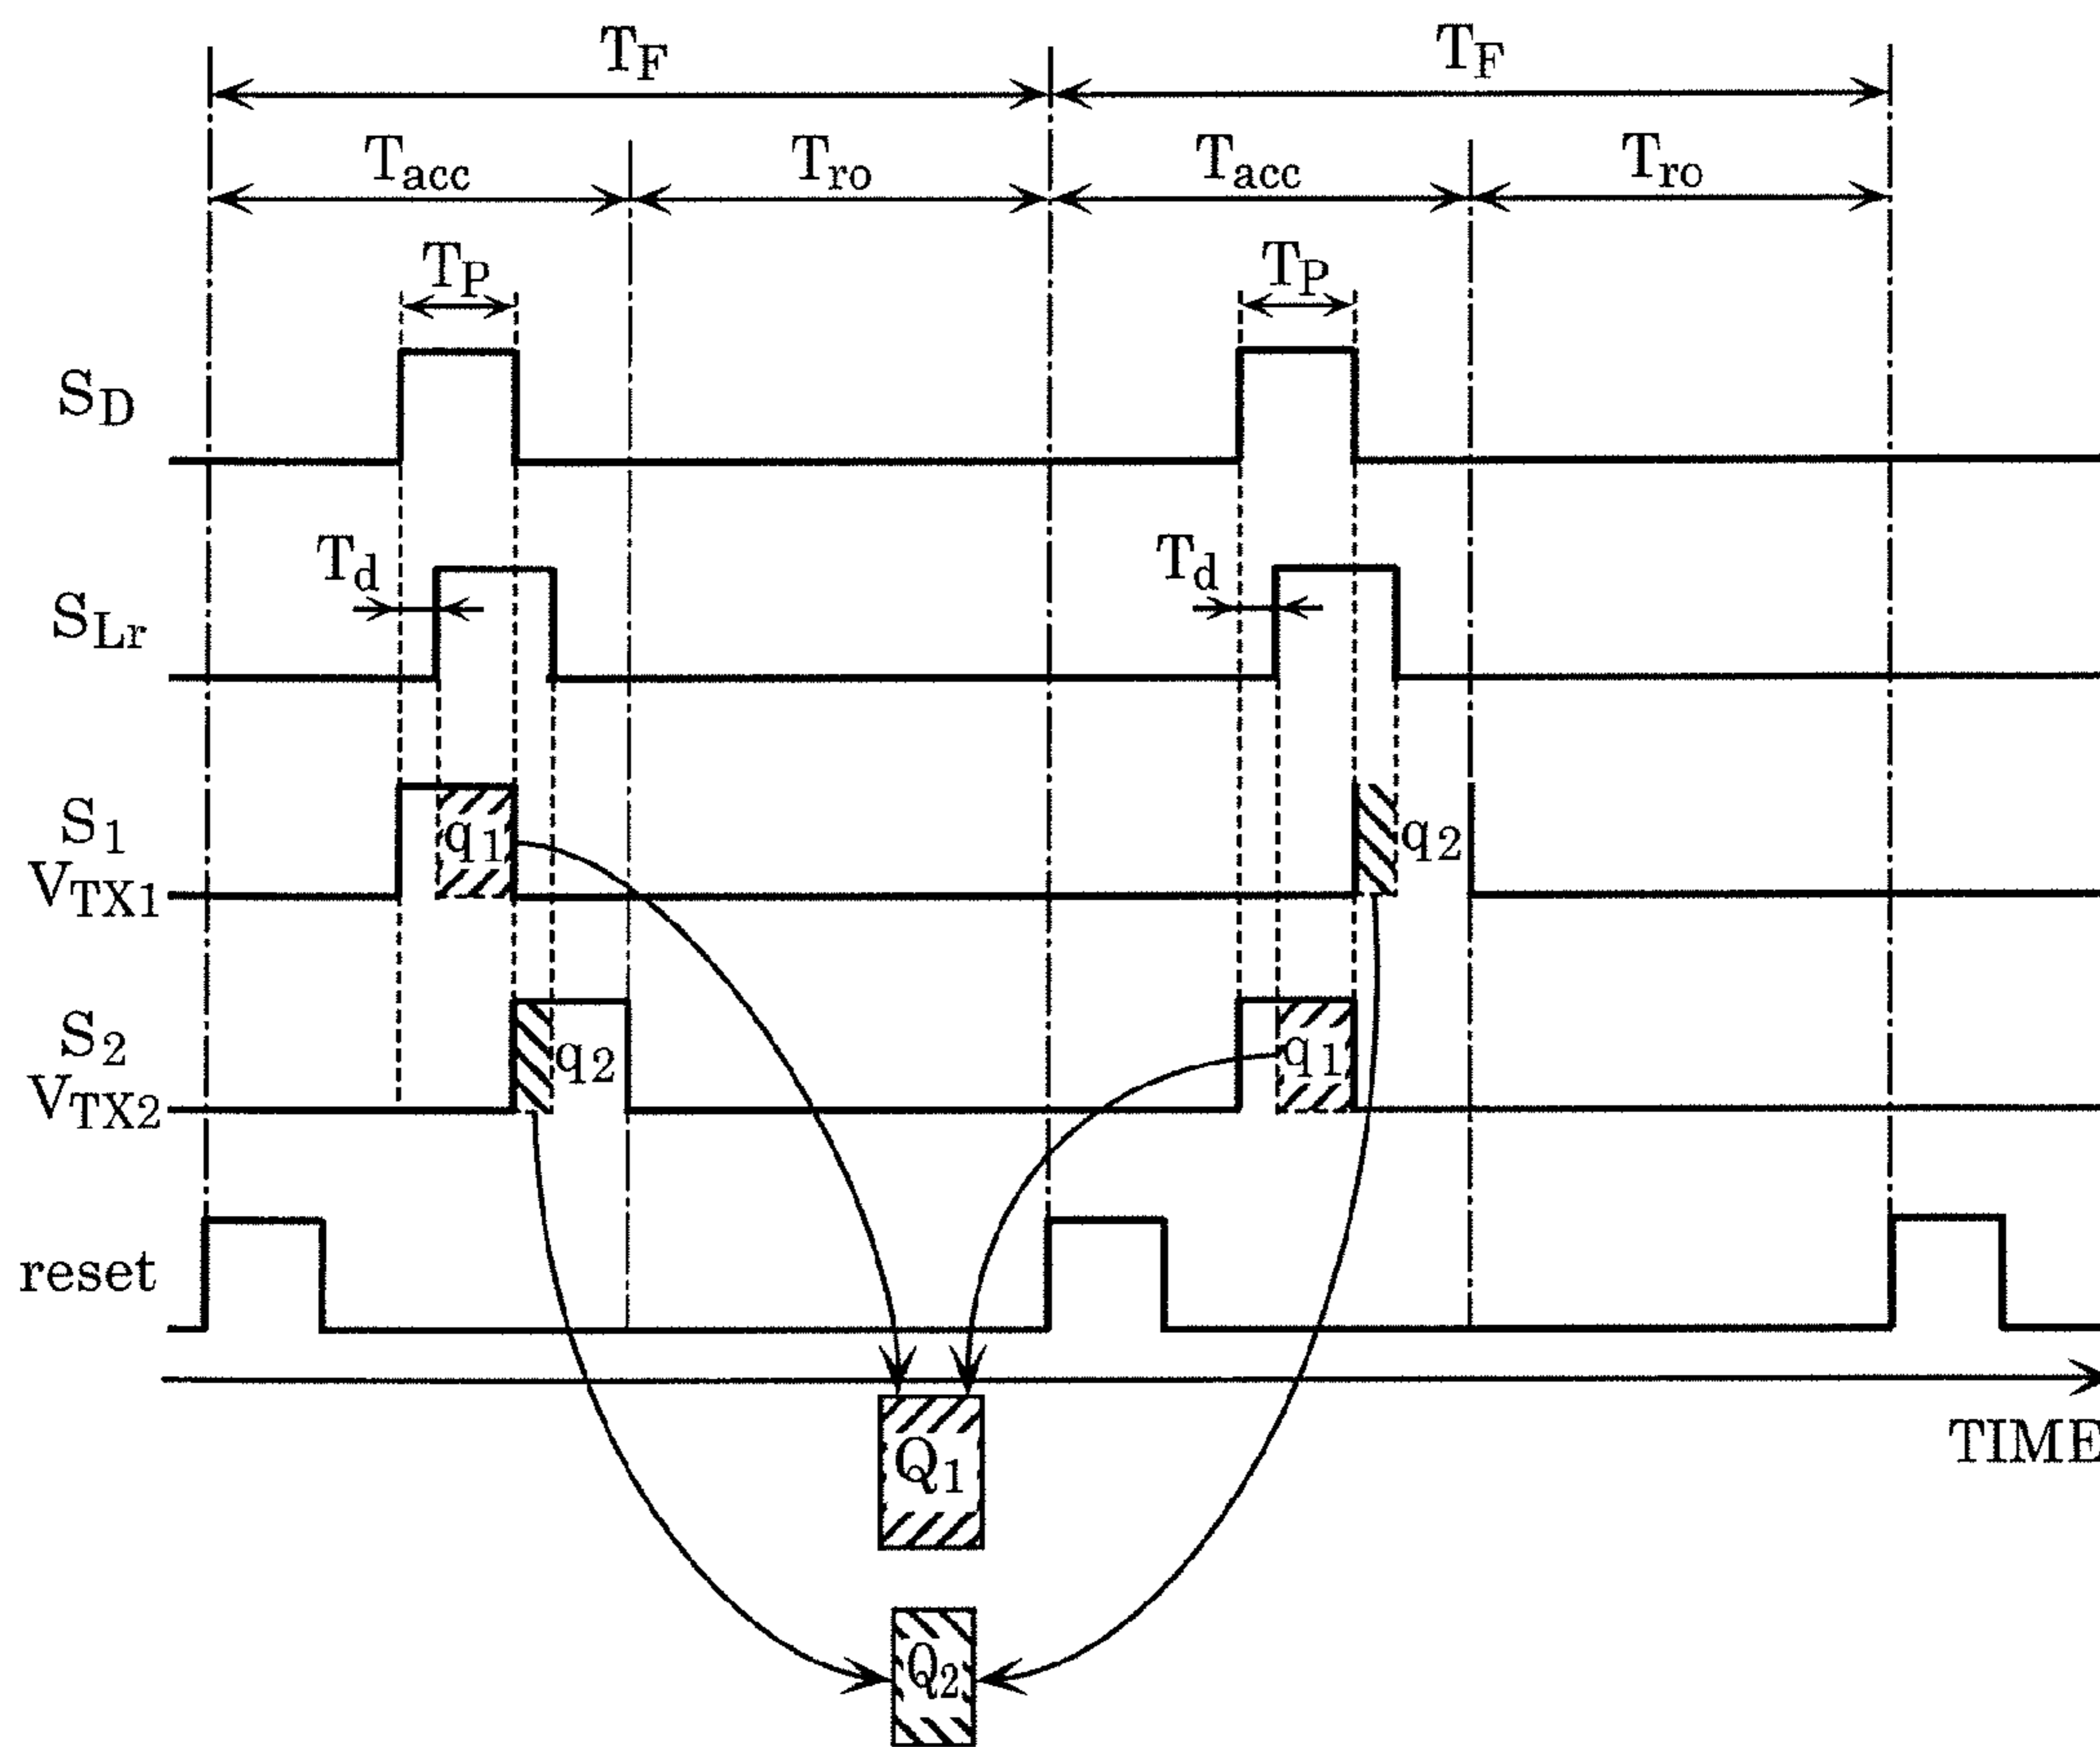 T_F T_F
T_acc T_ro T_acc T_ro
T_P T_P
S_D
T_d T_d
S_Lr
S_1 q_1 q_2
V_TX1
S_2 q_2 q_1
V_TX2
reset
Q_1
TIME
Q_2